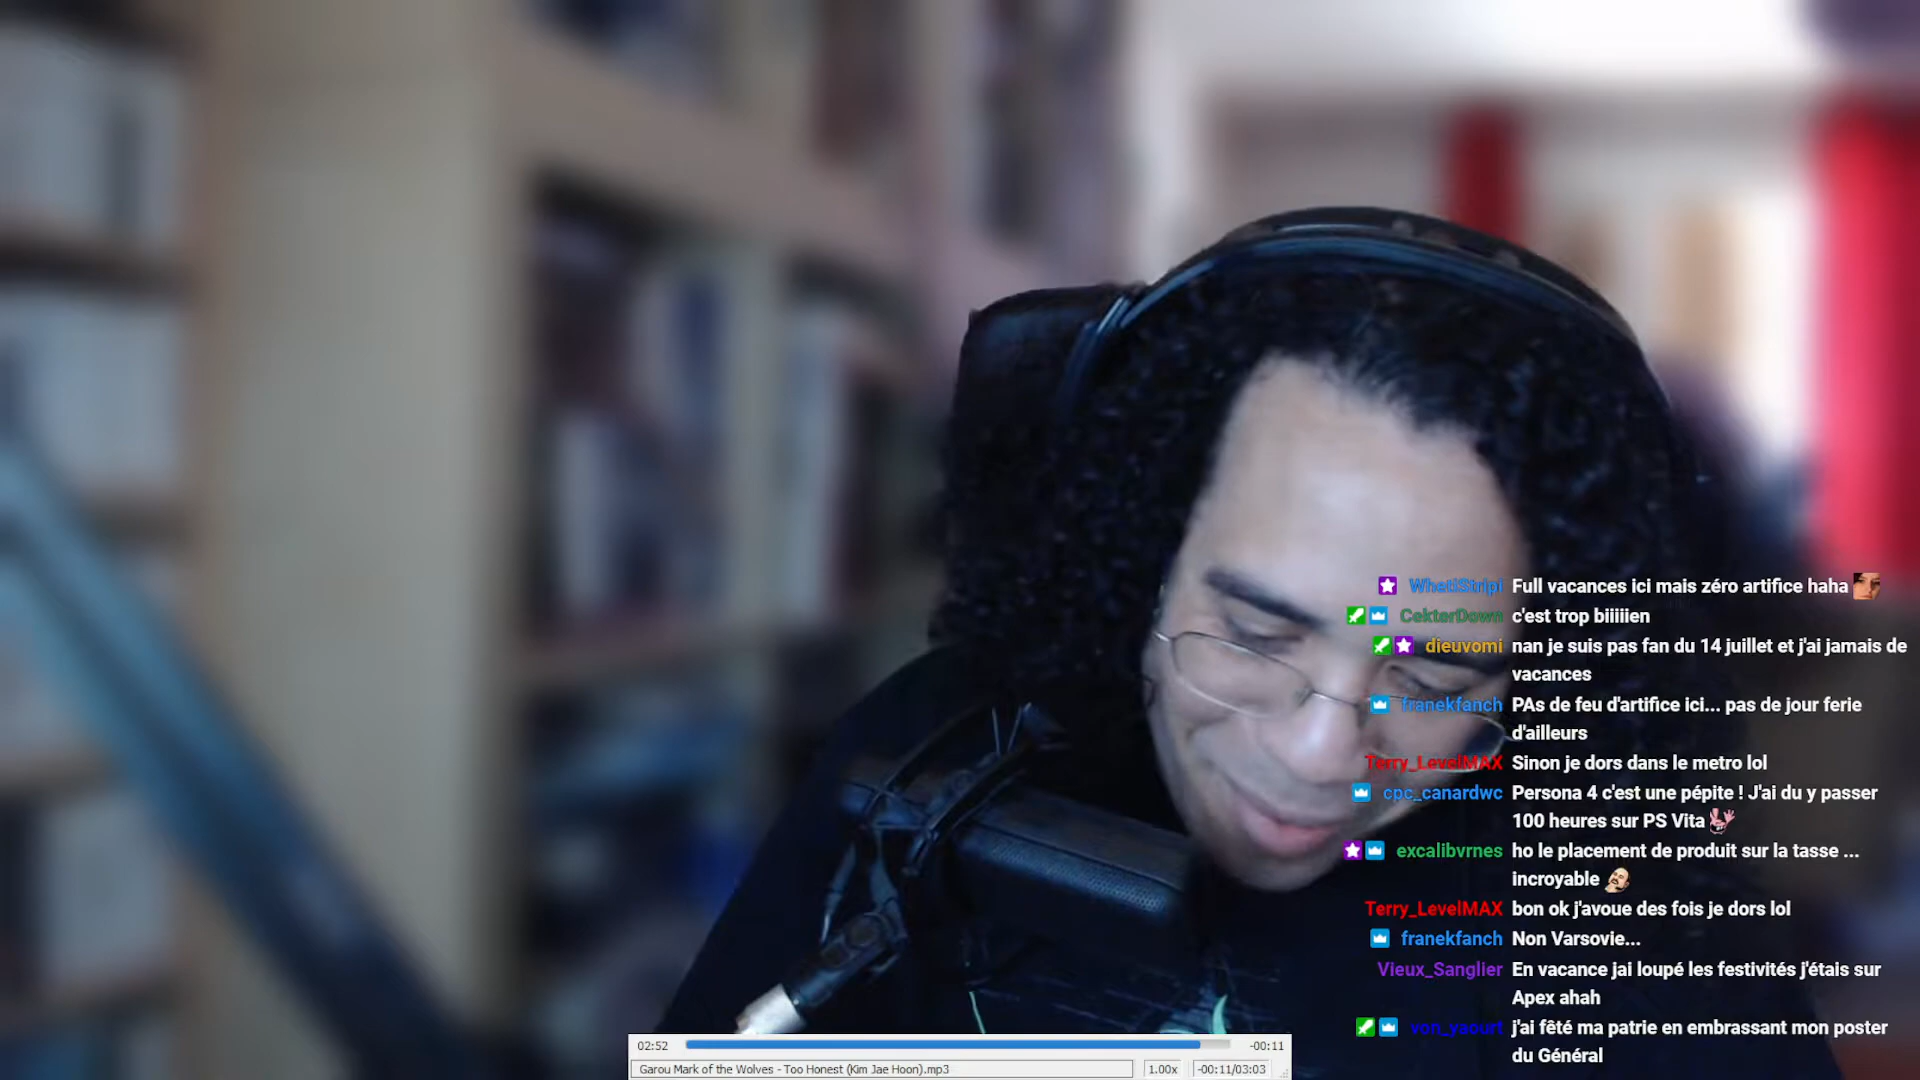 WhatIStripi Full vacances ici mais zéro artifice haha
CekterDown c'est trop biiiiien
dieuvomi nan je suis pas fan du 14 juillet et j'ai jamais de
vacances
franekfanch PAs de feu d'artifice ici... pas de jour ferie
d'ailleurs
Terry_LevelMAX Sinon je dors dans le metro lol
cpc_canardwc Persona 4 c'est une pépite ! J'ai du y passer
100 heures sur PS Vita
excalibvrnes ho le placement de produit sur la tasse ...
incroyable
Terry_LevelMAX bon ok j'avoue des fois je dors lol
franekfanch Non Varsovie...
Vieux_Sanglier En vacance jai loupé les festivités j'étais sur
Apex ahah
von_yaourt j'ai fêté ma patrie en embrassant mon poster
du Général
02:52 -00:11
Garou Mark of the Wolves - Too Honest (Kim Jae Hoon).mp3 1.00x -00:11/03:03